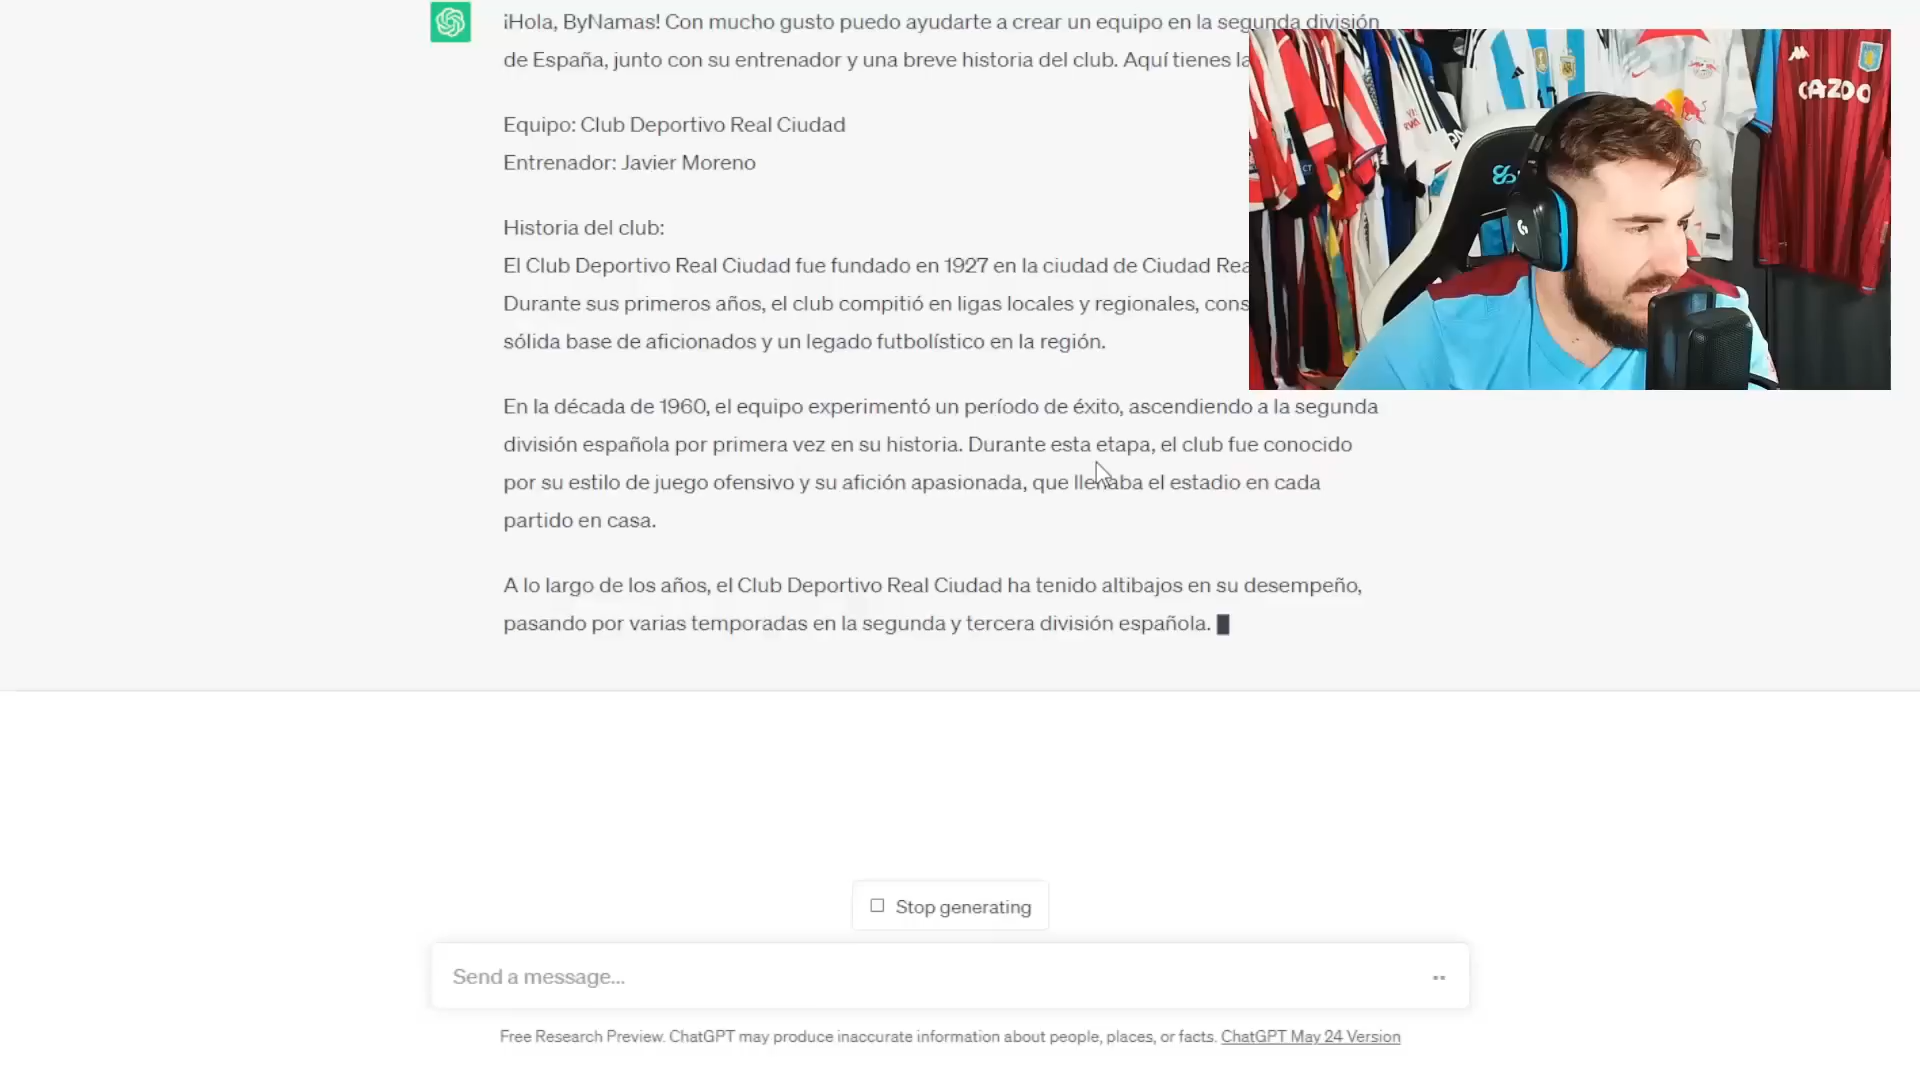 ¡Hola, ByNamas! Con mucho gusto puedo ayudarte a crear un equipo en la segunda división
de España, junto con su entrenador y una breve historia del club. Aquí tienes la
Equipo: Club Deportivo Real Ciudad
Entrenador: Javier Moreno
Historia del club:
El Club Deportivo Real Ciudad fue fundado en 1927 en la ciudad de Ciudad Rea
Durante sus primeros años, el club compitió en ligas locales y regionales, cons
sólida base de aficionados y un legado futbolístico en la región.
En la década de 1960, el equipo experimentó un período de éxito, ascendiendo a la segunda
división española por primera vez en su historia. Durante esta etapa, el club fue conocido
por su estilo de juego ofensivo y su afición apasionada, que llenaba el estadio en cada
partido en casa.
A lo largo de los años, el Club Deportivo Real Ciudad ha tenido altibajos en su desempeño,
pasando por varias temporadas en la segunda y tercera división española.
CAZOO
Stop generating
Send a message...
Free Research Preview. ChatGPT may produce inaccurate information about people, places, or facts. ChatGPT May 24 Version